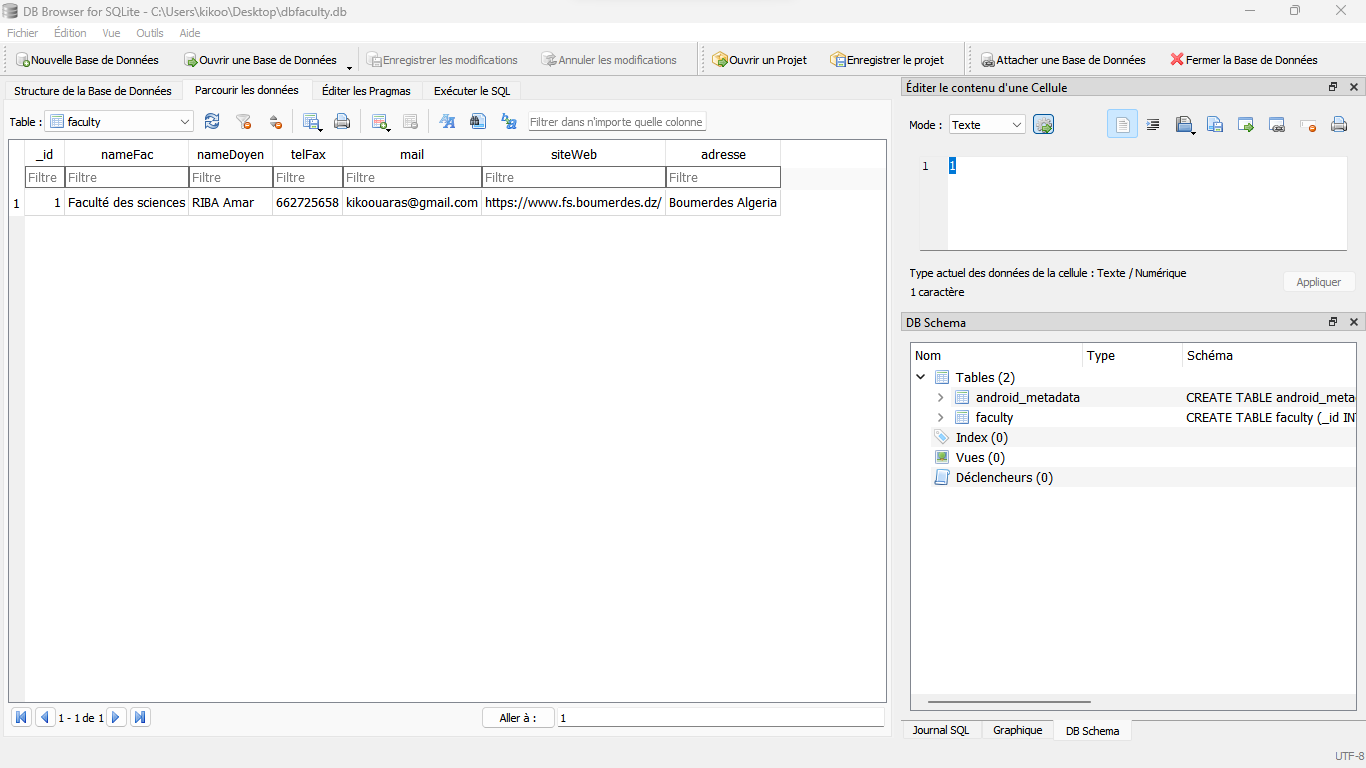 DB Browser for SQLite - C:\Users\kikoo\Desktop\dbfaculty.db
Fichier Édition Vue Outils Aide
Nouvelle Base de Données Ouvrir une Base de Données Enregistrer les modifications Annuler les modifications Ouvrir un Projet Enregistrer le projet Attacher une Base de Données Fermer la Base de Données
Structure de la Base de Données Parcourir les données Éditer les Pragmas Exécuter le SQL
Table : faculty Filtrer dans n'importe quelle colonne
_id nameFac nameDoyen telFax mail siteWeb adresse
Filtre Filtre Filtre Filtre Filtre Filtre Filtre
1 1 Faculté des sciences RIBA Amar 662725658 kikoouaras@gmail.com https://www.fs.boumerdes.dz/ Boumerdes Algeria
1 - 1 de 1 Aller à : 1
Éditer le contenu d'une Cellule
Mode : Texte
1 1
Type actuel des données de la cellule : Texte / Numérique
1 caractère
Appliquer
DB Schema
Nom Type Schéma
Tables (2)
android_metadata CREATE TABLE android_meta
faculty CREATE TABLE faculty (_id IN
Index (0)
Vues (0)
Déclencheurs (0)
Journal SQL Graphique DB Schema
UTF-8